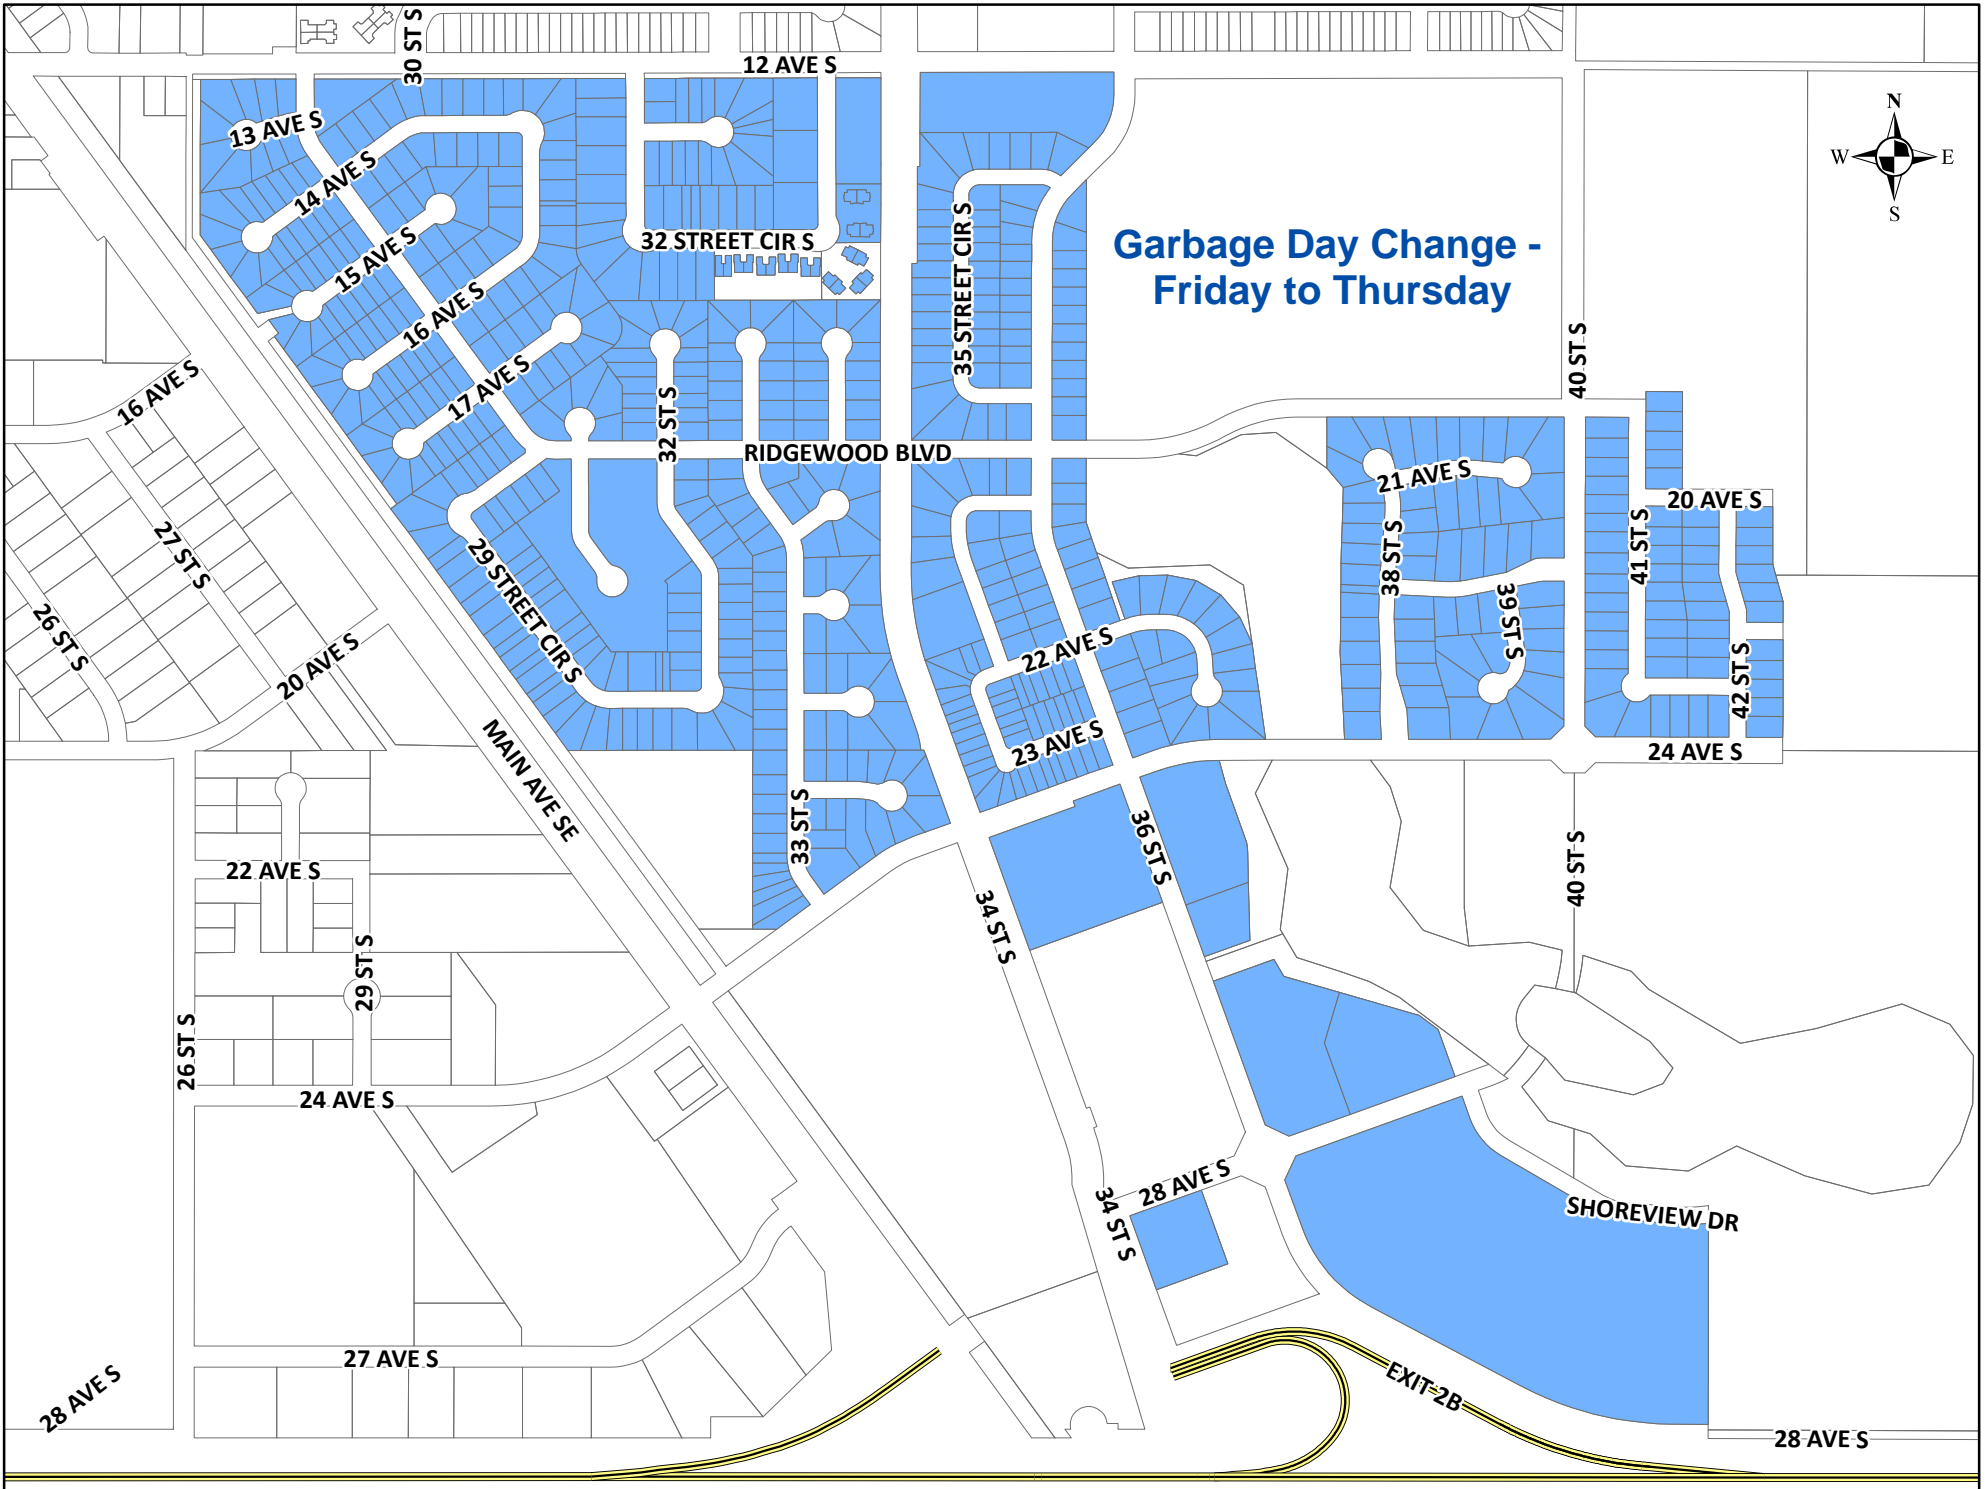 30 ST S
12 AVE S
13 AVE S
14 AVE S
15 AVE S
16 AVE S
17 AVE S
32 STREET CIR S
35 STREET CIR S
N
W
E
S
Garbage Day Change -
Friday to Thursday
40 ST S
16 AVE S
32 ST S
RIDGEWOOD BLVD
21 AVE S
20 AVE S
27 ST S
29 STREET CIR S
38 ST S
39 ST S
41 ST S
42 ST S
26 ST S
20 AVE S
22 AVE S
23 AVE S
24 AVE S
MAIN AVE SE
33 ST S
36 ST S
40 ST S
22 AVE S
29 ST S
34 ST S
26 ST S
24 AVE S
28 AVE S
34 ST S
SHOREVIEW DR
27 AVE S
28 AVE S
EXIT 2B
28 AVE S